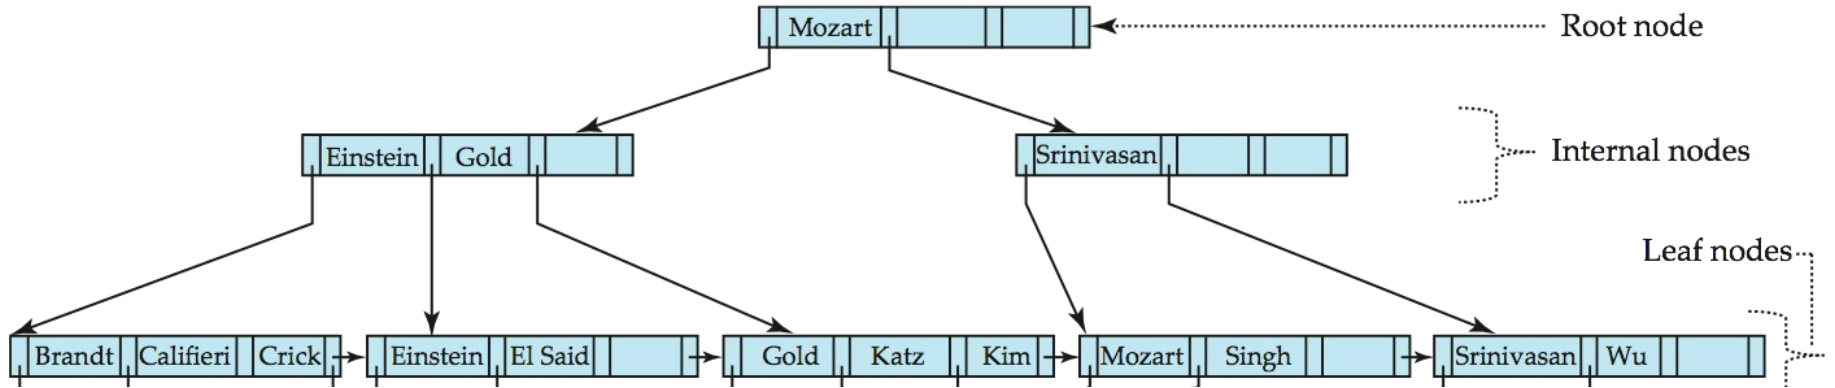 Mozart
Root node
Einstein Gold
Srinivasan
Internal nodes
Leaf nodes
Brandt Califieri Crick
Einstein El Said
Gold Katz Kim
Mozart Singh
Srinivasan Wu